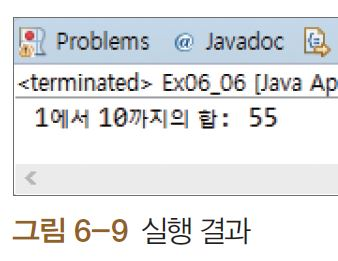 Problems @ Javadoc
<terminated> Ex06_06 [Java Ap
1에서 10까지의 합: 55
그림 6-9 실행 결과